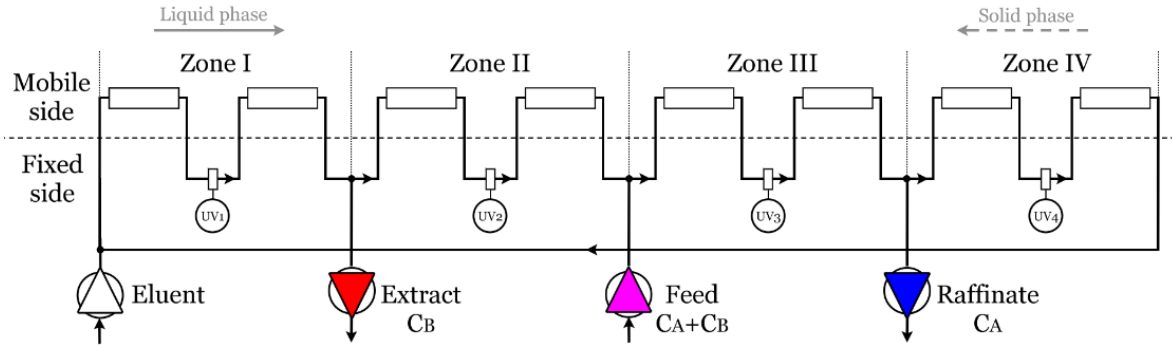 Liquid phase
Solid phase
Zone I
Zone II
Zone III
Zone IV
Mobile
side
Fixed
side
UV1
UV2
UV3
UV4
Eluent
Extract
CB
Feed
CA+CB
Raffinate
CA